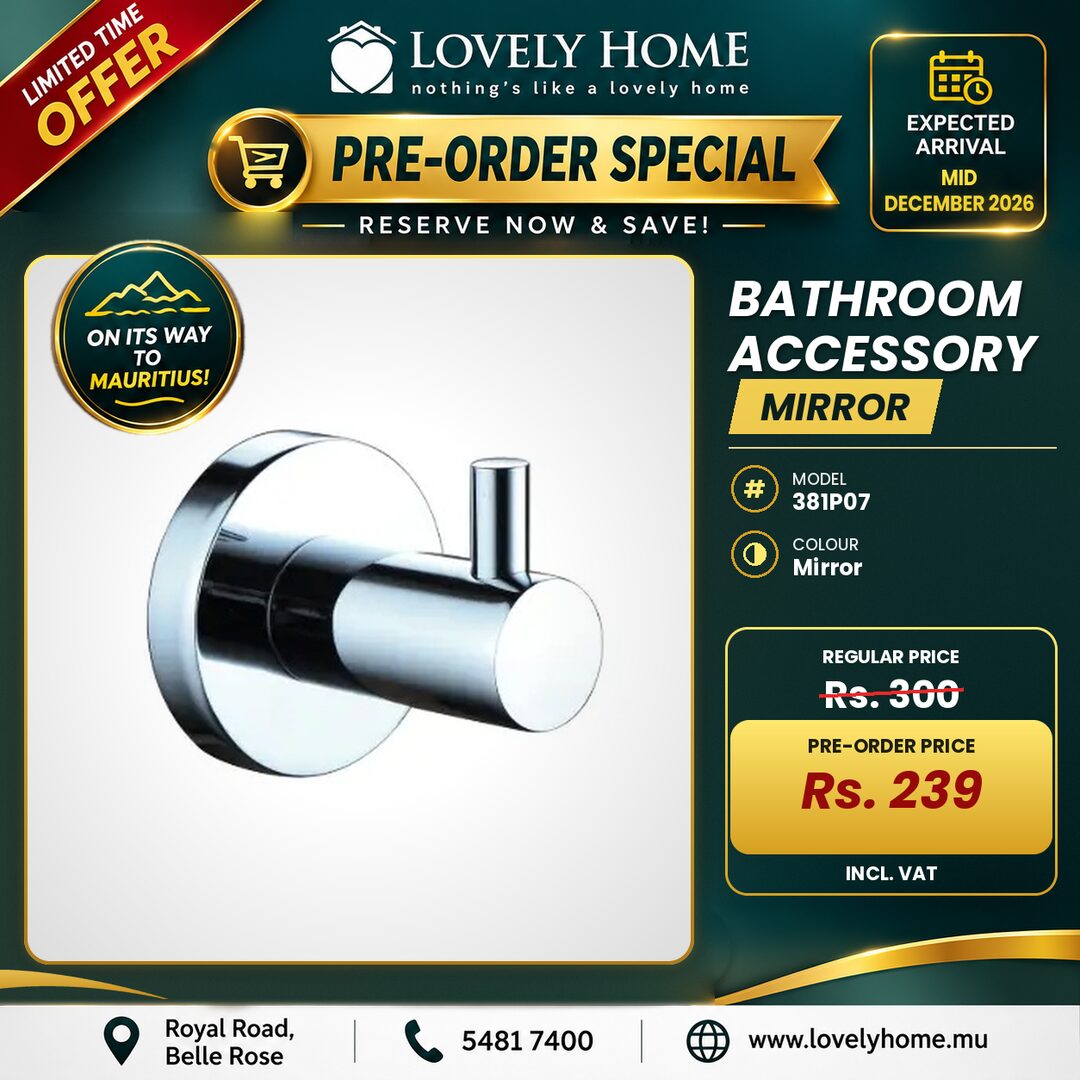 LIMITED TIME
OFFER
LOVELY HOME
nothing's like a lovely home
PRE-ORDER SPECIAL
RESERVE NOW & SAVE!
EXPECTED
ARRIVAL
MID
DECEMBER 2026
ON ITS WAY
TO
MAURITIUS!
BATHROOM
ACCESSORY
MIRROR
#
MODEL
381P07
COLOUR
Mirror
REGULAR PRICE
Rs. 300
PRE-ORDER PRICE
Rs. 239
INCL. VAT
Royal Road,
Belle Rose
5481 7400
www.lovelyhome.mu